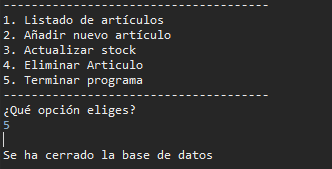 ---------------------------------------
1. Listado de artículos
2. Añadir nuevo artículo
3. Actualizar stock
4. Eliminar Articulo
5. Terminar programa
---------------------------------------
¿Qué opción eliges?
5
Se ha cerrado la base de datos